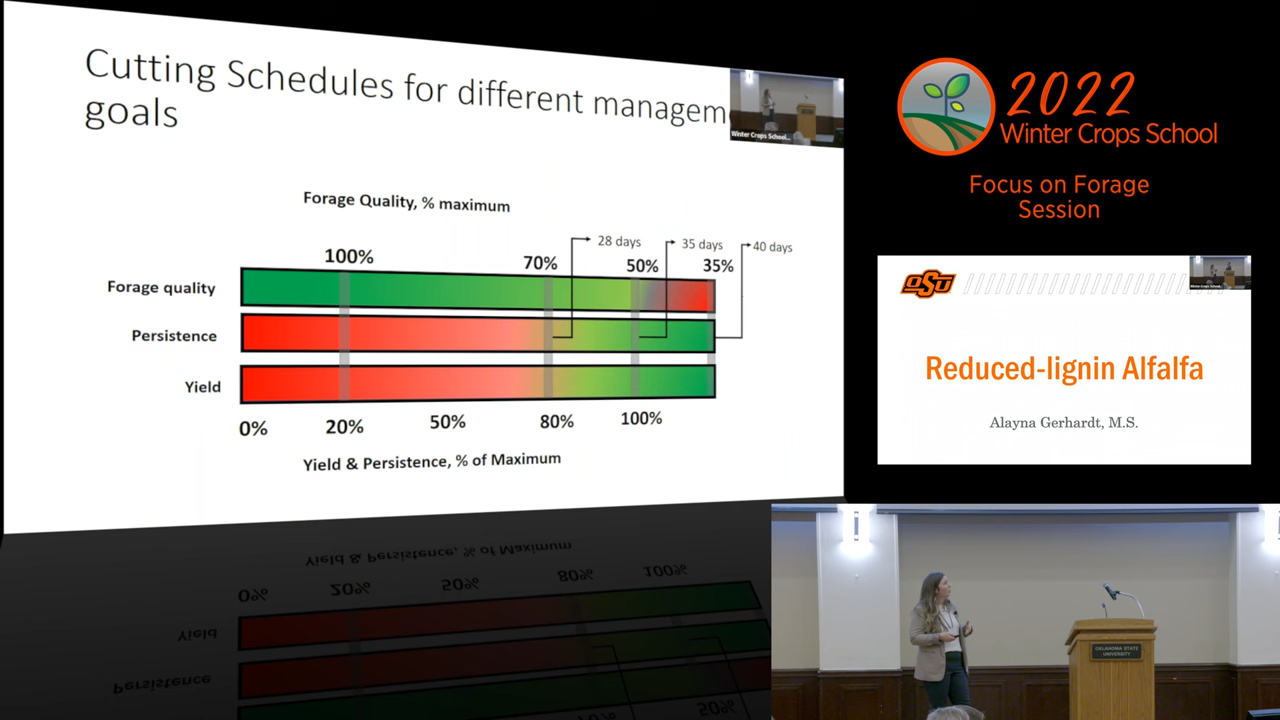 Cutting Schedules for different managem
goals
Winter Crops School...
Forage Quality, % maximum
28 days
35 days
40 days
100%
70%
50%
35%
Forage quality
Persistence
Yield
0%
20%
50%
80%
100%
Yield & Persistence, % of Maximum
2022
Winter Crops School
Focus on Forage
Session
OSU
Reduced-lignin Alfalfa
Alayna Gerhardt, M.S.
OKLAHOMA STATE
UNIVERSITY